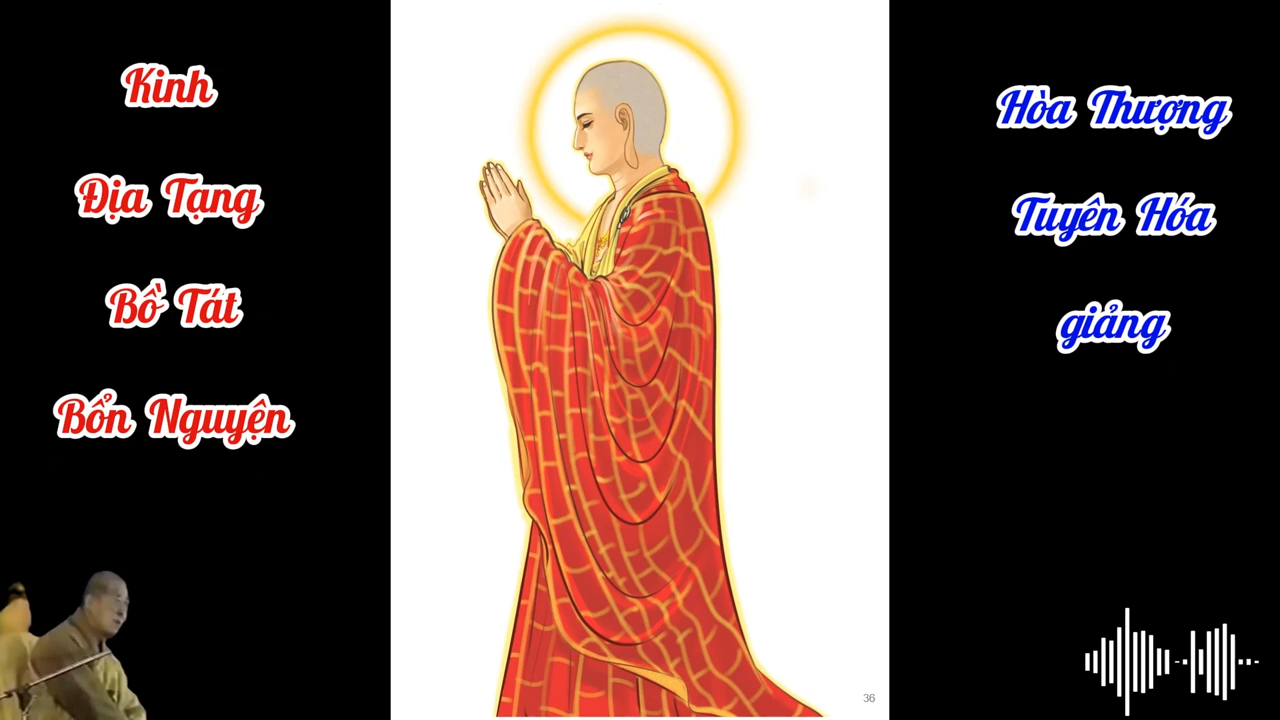 Kinh
Địa Tạng
Bồ Tát
Bổn Nguyện
Hòa Thượng
Tuyên Hóa
giảng
36